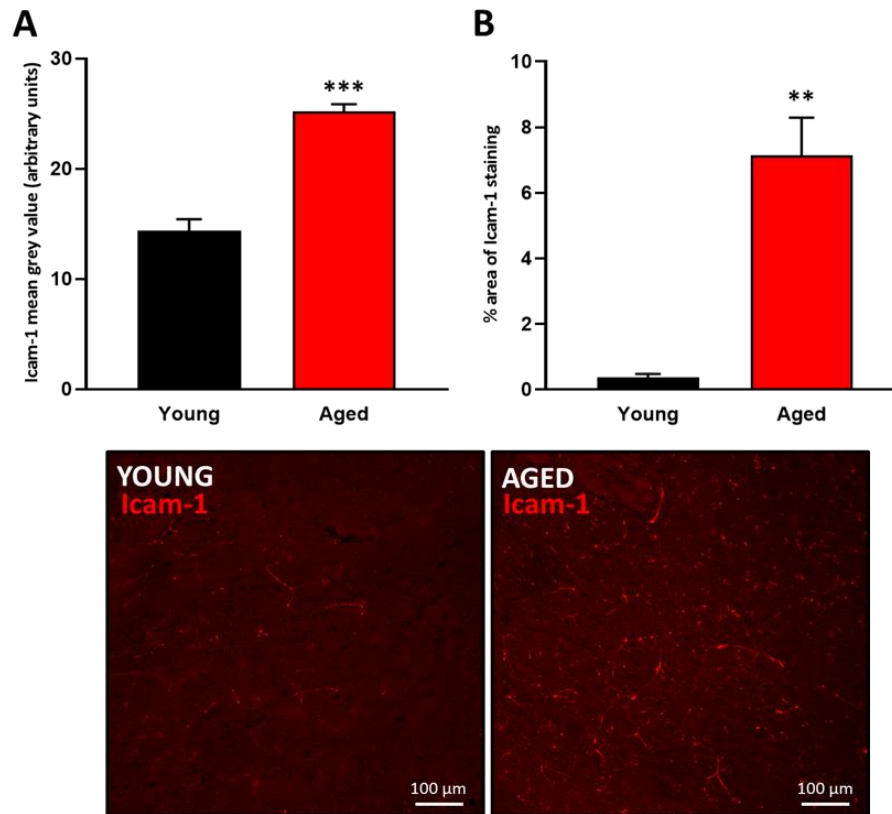 A
Icam-1 mean grey value (arbitrary units)
30
20
10
0
***
Young
Aged
B
% area of Icam-1 staining
10
8
6
4
2
0
**
Young
Aged
YOUNG
Icam-1
100 µm
AGED
Icam-1
100 µm